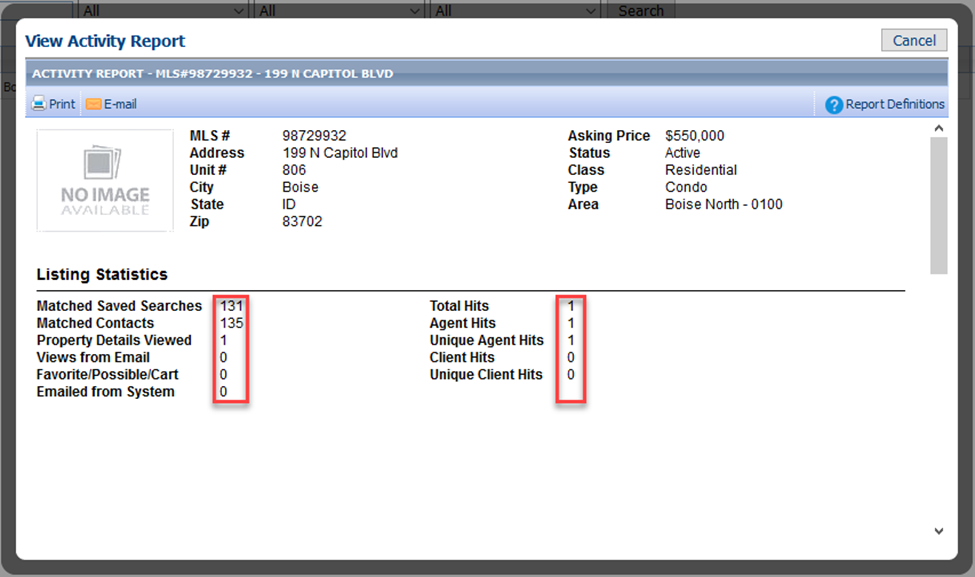 All All All Search
View Activity Report
Cancel
ACTIVITY REPORT - MLS#98729932 - 199 N CAPITOL BLVD
Print E-mail ? Report Definitions
NO IMAGE
AVAILABLE
MLS # 98729932
Address 199 N Capitol Blvd
Unit # 806
City Boise
State ID
Zip 83702
Asking Price $550,000
Status Active
Class Residential
Type Condo
Area Boise North - 0100
Listing Statistics
Matched Saved Searches 131
Matched Contacts 135
Property Details Viewed 1
Views from Email 0
Favorite/Possible/Cart 0
Emailed from System 0
Total Hits 1
Agent Hits 1
Unique Agent Hits 1
Client Hits 0
Unique Client Hits 0